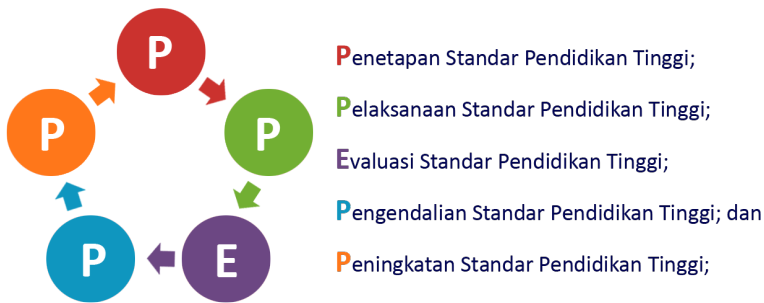 P
P
P
P
E
Penetapan Standar Pendidikan Tinggi;
Pelaksanaan Standar Pendidikan Tinggi;
Evaluasi Standar Pendidikan Tinggi;
Pengendalian Standar Pendidikan Tinggi; dan
Peningkatan Standar Pendidikan Tinggi;